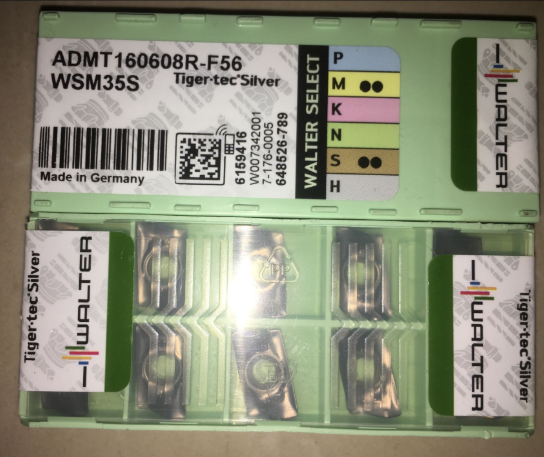 ADMT160608R-F56
WSM35S
Tiger·tec®Silver
Made in Germany
6159416
W007342001
7-176-0005
648526-789
WALTER SELECT
P
M
K
N
S
H
WALTER
Tiger·tec®Silver
WALTER
PP
WALTER
Tiger·tec®Silver